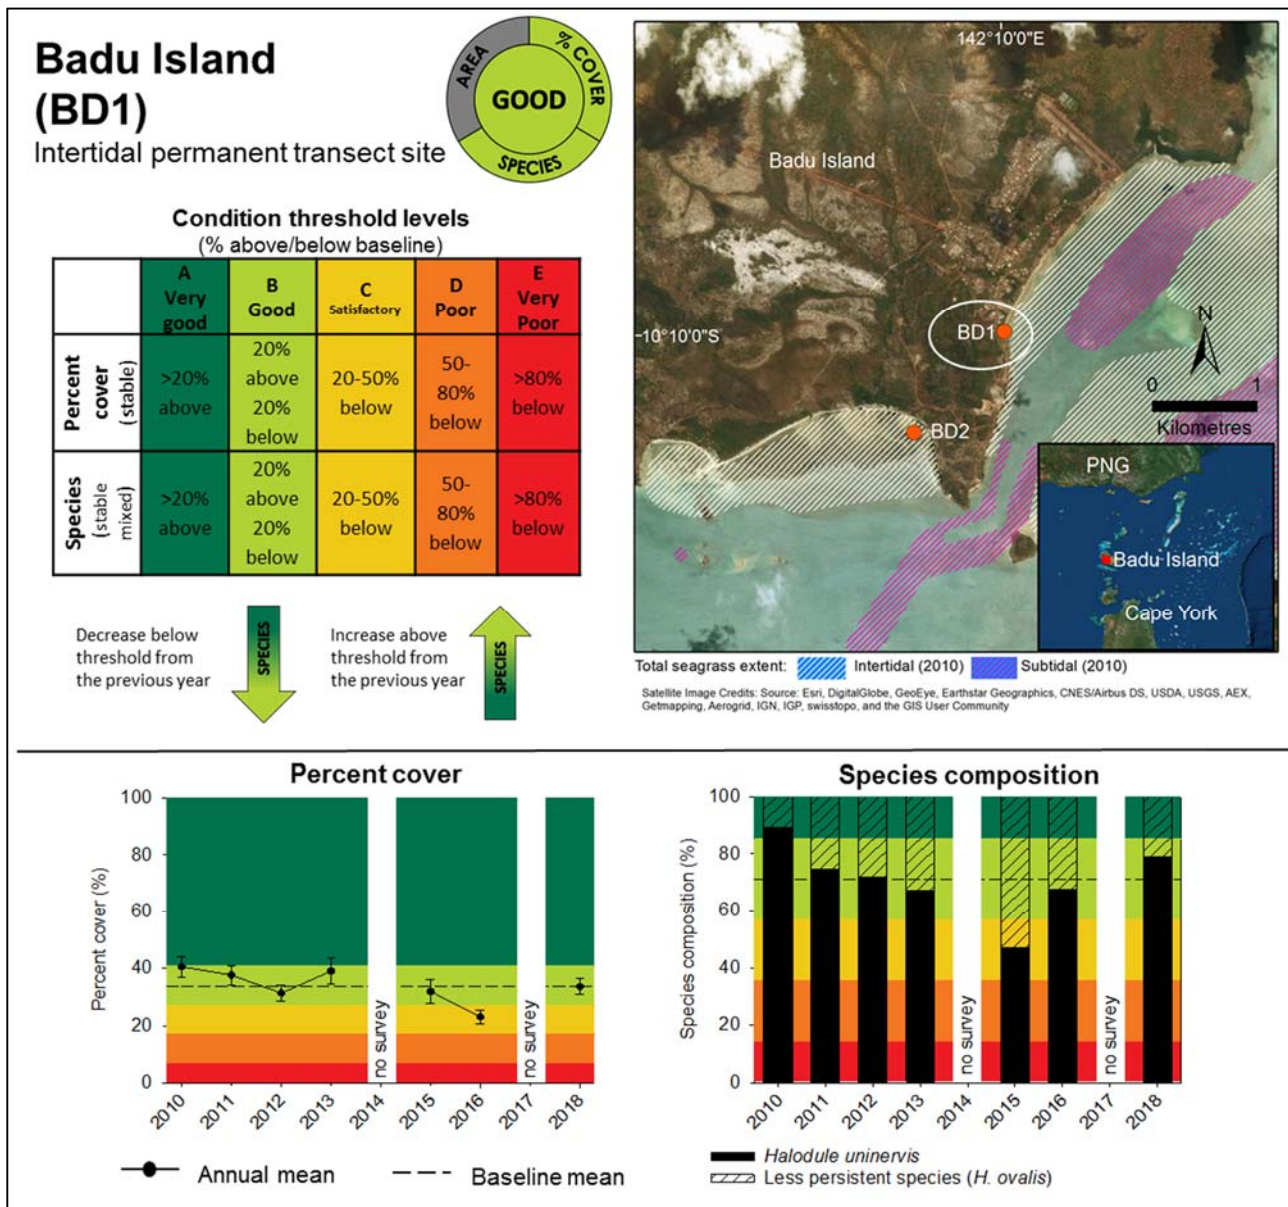 Badu Island
(BD1)
Intertidal permanent transect site
AREA
% COVER
GOOD
SPECIES
Condition threshold levels
(% above/below baseline)
A
Very
good
B
Good
C
Satisfactory
D
Poor
E
Very
Poor
Percent
cover
(stable)
>20%
above
20%
above
20%
below
20-50%
below
50-
80%
below
>80%
below
Species
(stable
mixed)
>20%
above
20%
above
20%
below
20-50%
below
50-
80%
below
>80%
below
Decrease below
threshold from
the previous year
SPECIES
Increase above
threshold from
the previous year
SPECIES
142°10'0"E
Badu Island
10°10'0"S
BD1
BD2
N
0 1
Kilometres
PNG
Badu Island
Cape York
Total seagrass extent: Intertidal (2010) Subtidal (2010)
Satellite Image Credits: Source: Esri, DigitalGlobe, GeoEye, Earthstar Geographics, CNES/Airbus DS, USDA, USGS, AEX,
Getmapping, Aerogrid, IGN, IGP, swisstopo, and the GIS User Community
Percent cover
Percent cover (%)
100
80
60
40
20
0
no survey
no survey
2010 2011 2012 2013 2014 2015 2016 2017 2018
Annual mean Baseline mean
Species composition
Species composition (%)
100
80
60
40
20
0
no survey
no survey
2010 2011 2012 2013 2014 2015 2016 2017 2018
Halodule uninervis
Less persistent species (H. ovalis)